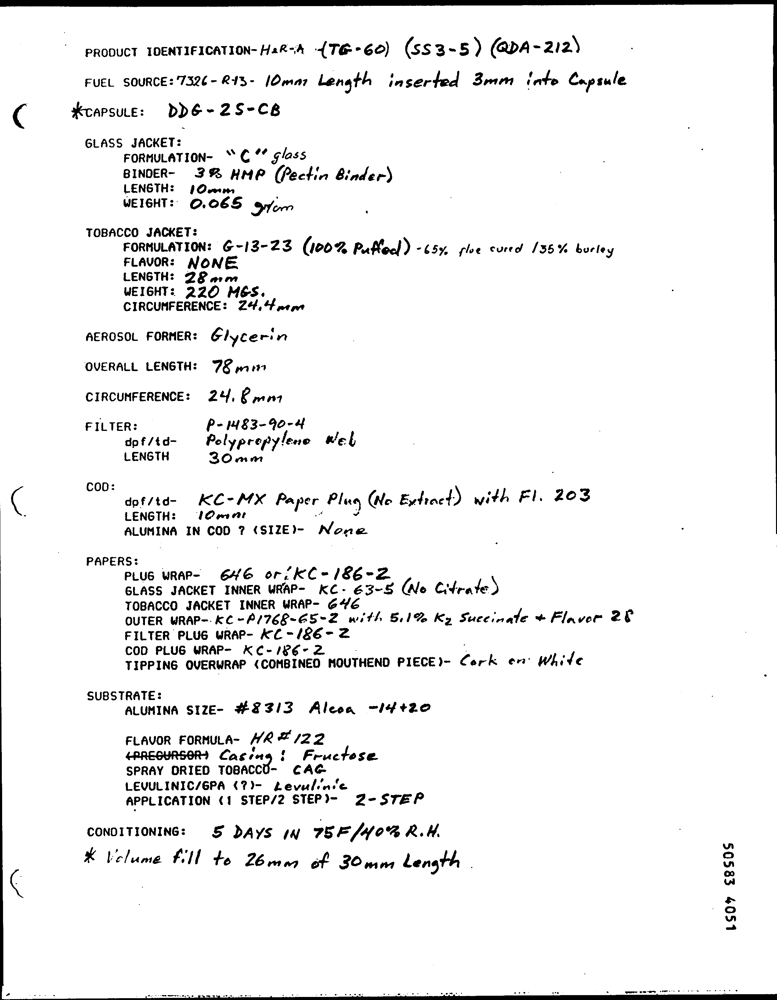 PRODUCT IDENTIFICATION- H&R-A (TG-60) (SS3-5) (QDA-212)
FUEL SOURCE: 7326-R43- 10mm Length inserted 3mm into Capsule
*CAPSULE: DDG-25-CB
GLASS JACKET:
FORMULATION- "C" glass
BINDER- 3% HMP (Pectin Binder)
LENGTH: 10mm
WEIGHT: 0.065
TOBACCO JACKET:
FORMULATION: G-13-23 (100% Puffed) -65% flue cured /35% burley
FLAVOR: NONE
LENGTH: 28mm
WEIGHT: 220 MGS.
CIRCUMFERENCE: 24.4mm
AEROSOL FORMER: Glycerin
OVERALL LENGTH: 78mm
CIRCUMFERENCE: 24.8mm
FILTER: P-1483-90-4
dpf/td- Polypropylene Web
LENGTH 30mm
COD:
dpf/td- KC-MX Paper Plug (No Extract) with Fl. 203
LENGTH: 10mm
ALUMINA IN COD ? (SIZE)- None
PAPERS:
PLUG WRAP- 646 or KC-186-2
GLASS JACKET INNER WRAP- KC-63-5 (No Citrate)
TOBACCO JACKET INNER WRAP- 646
OUTER WRAP- KC-P1768-65-2 with 5.1% K2 Succinate + Flavor 28
FILTER PLUG WRAP- KC-186-2
COD PLUG WRAP- KC-186-2
TIPPING OVERWRAP (COMBINED MOUTHEND PIECE)- Cork on White
SUBSTRATE:
ALUMINA SIZE- #8313 Alcoa -14+20
FLAVOR FORMULA- HR#122
(PRECURSOR) Casing: Fructose
SPRAY DRIED TOBACCO- CAG
LEVULINIC/GPA (?)- Levulinic
APPLICATION (1 STEP/2 STEP)- 2-STEP
CONDITIONING: 5 DAYS IN 75F/40% R.H.
* Volume fill to 26mm of 30mm Length
50583 4051